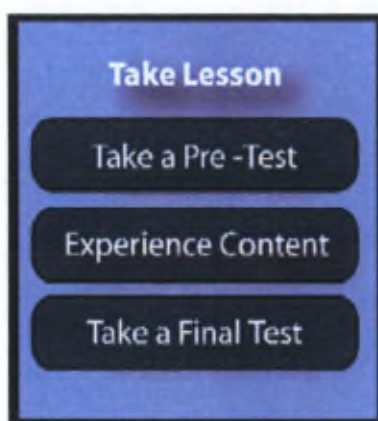 Take Lesson
Take a Pre -Test
Experience Content
Take a Final Test